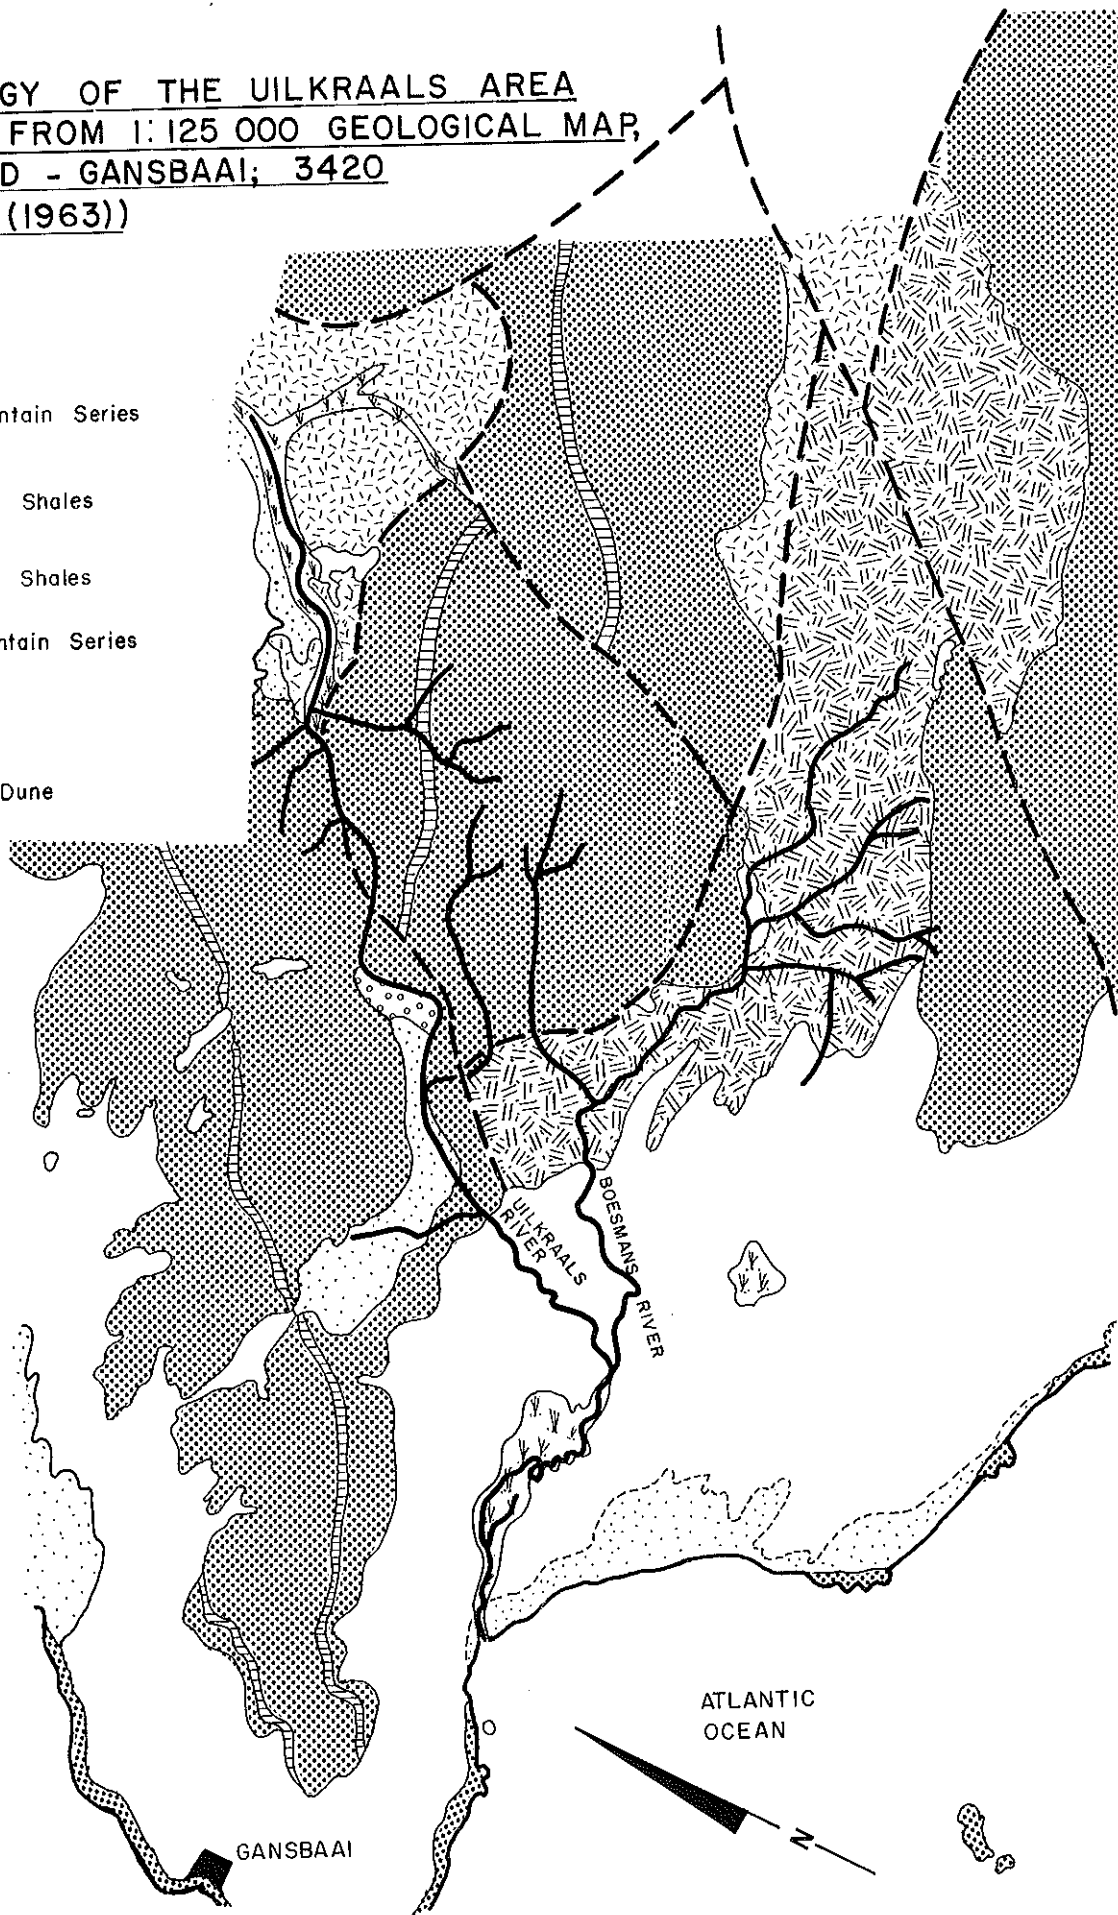 GY OF THE UILKRAALS AREA
FROM 1:125 000 GEOLOGICAL MAP,
D - GANSBAAI; 3420
(1963))
ntain Series
Shales
Shales
ntain Series
Dune
UILKRAALS
RIVER
BOESMANS RIVER
ATLANTIC
OCEAN
N
GANSBAAI